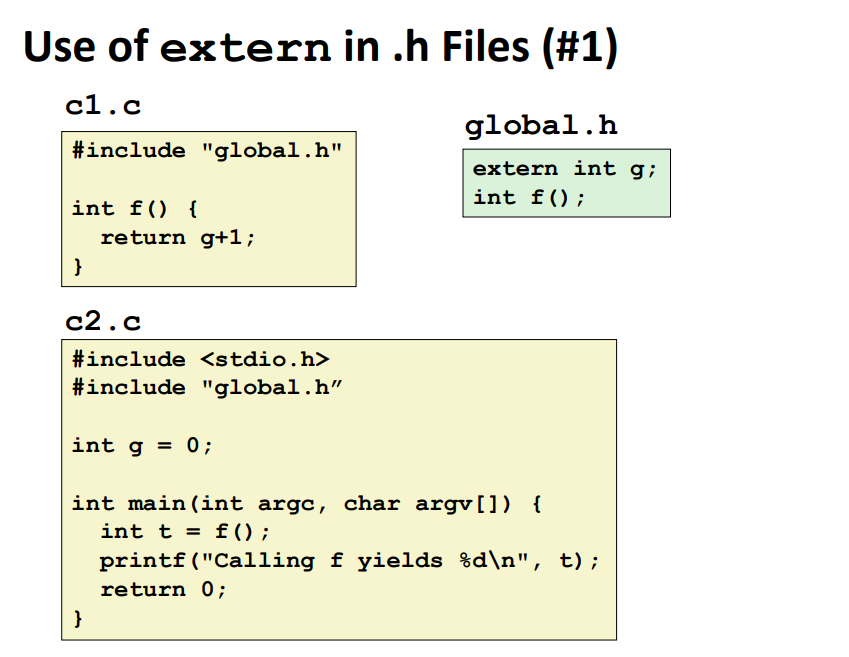 Use of extern in .h Files (#1)
c1.c
#include "global.h"
int f() {
  return g+1;
}
global.h
extern int g;
int f();
c2.c
#include <stdio.h>
#include "global.h”
int g = 0;
int main(int argc, char argv[]) {
  int t = f();
  printf("Calling f yields %d\n", t);
  return 0;
}